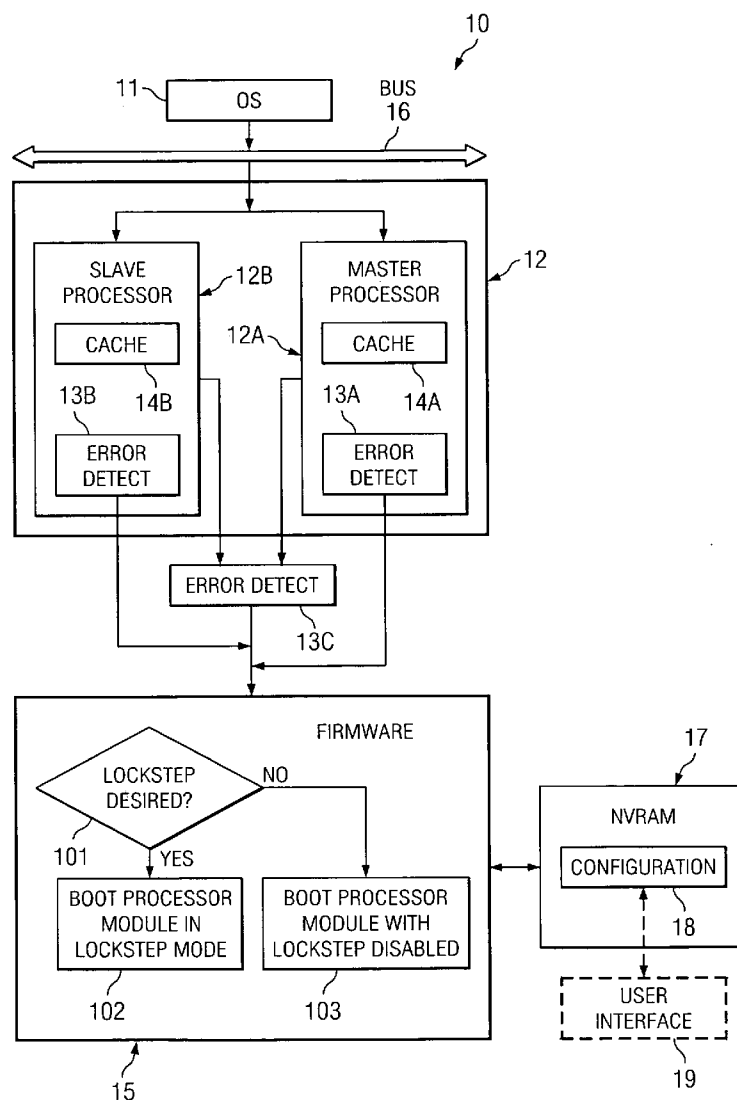 10
11
OS
BUS
16
SLAVE
PROCESSOR
12B
MASTER
PROCESSOR
12
12A
CACHE
14B
CACHE
14A
13B
ERROR
DETECT
13A
ERROR
DETECT
ERROR DETECT
13C
FIRMWARE
LOCKSTEP
DESIRED?
NO
101
YES
BOOT PROCESSOR
MODULE IN
LOCKSTEP MODE
102
BOOT PROCESSOR
MODULE WITH
LOCKSTEP DISABLED
103
15
17
NVRAM
CONFIGURATION
18
USER
INTERFACE
19